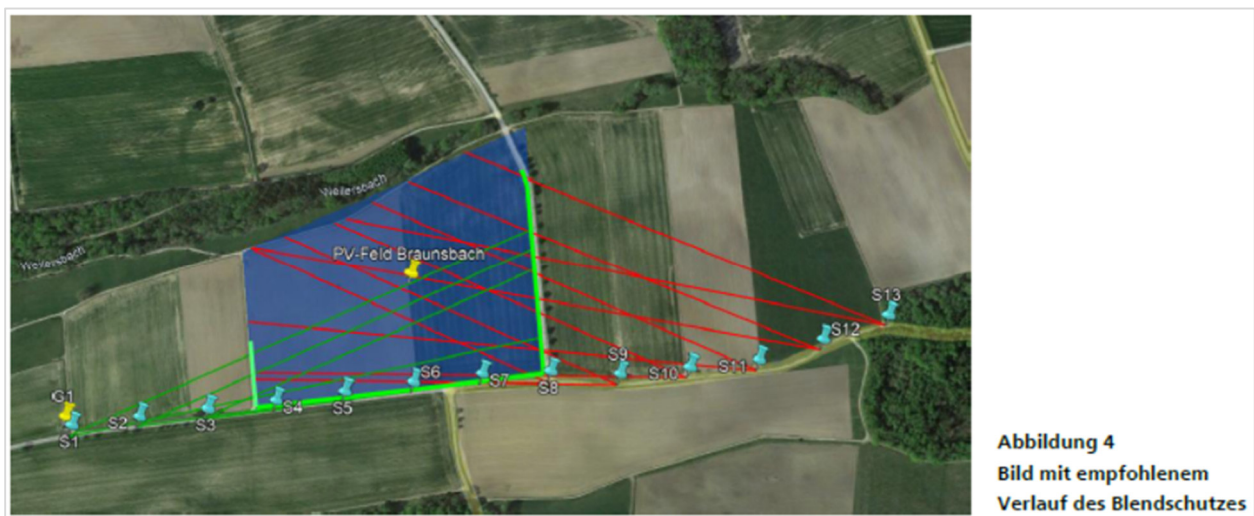 Weilersbach
Weilersbach
PV-Feld Braunsbach
G1
S1
S2
S3
S4
S5
S6
S7
S8
S9
S10
S11
S12
S13
Abbildung 4
Bild mit empfohlenem
Verlauf des Blendschutzes